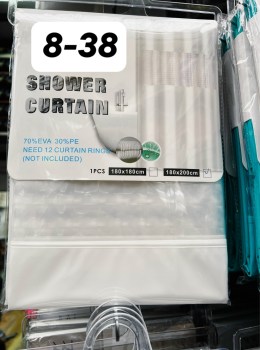 8-38
SHOWER
CURTAIN
70%EVA 30%PE
NEED 12 CURTAIN RINGS
(NOT INCLUDED)
1PCS 180x180cm 180x200cm